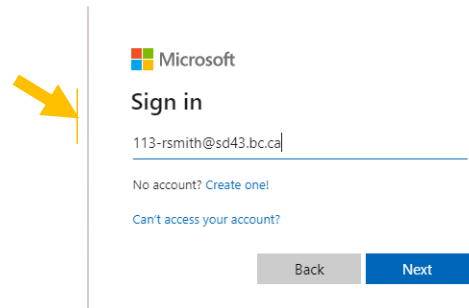 Microsoft
Sign in
113-rsmith@sd43.bc.ca
No account? Create one!
Can't access your account?
Back Next